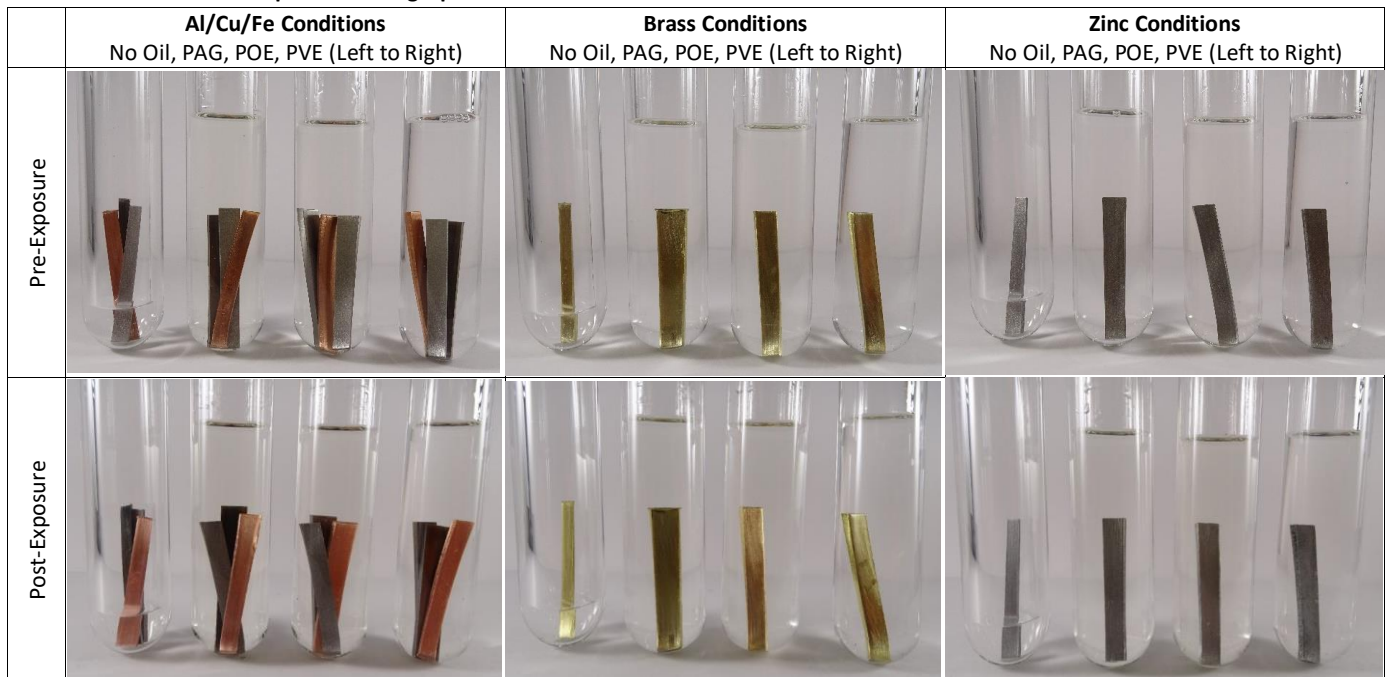 Al/Cu/Fe Conditions
No Oil, PAG, POE, PVE (Left to Right)
Brass Conditions
No Oil, PAG, POE, PVE (Left to Right)
Zinc Conditions
No Oil, PAG, POE, PVE (Left to Right)
Pre-Exposure
Post-Exposure